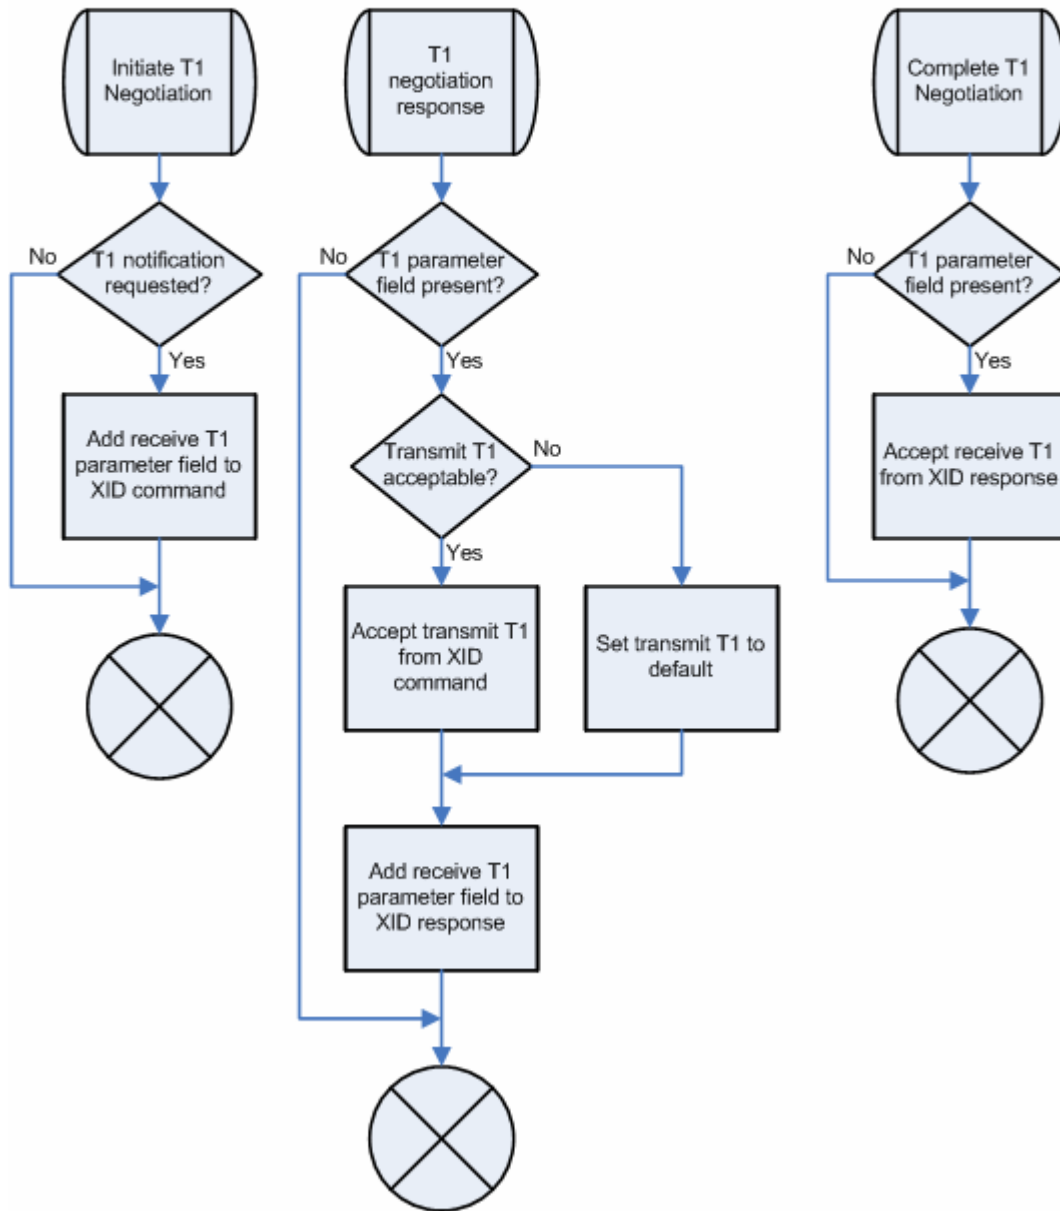 Initiate T1
Negotiation
No
T1 notification
requested?
Yes
Add receive T1
parameter field to
XID command
T1
negotiation
response
No
T1 parameter
field present?
Yes
Transmit T1
acceptable?
No
Yes
Accept transmit T1
from XID
command
Set transmit T1 to
default
Add receive T1
parameter field to
XID response
Complete T1
Negotiation
No
T1 parameter
field present?
Yes
Accept receive T1
from XID response